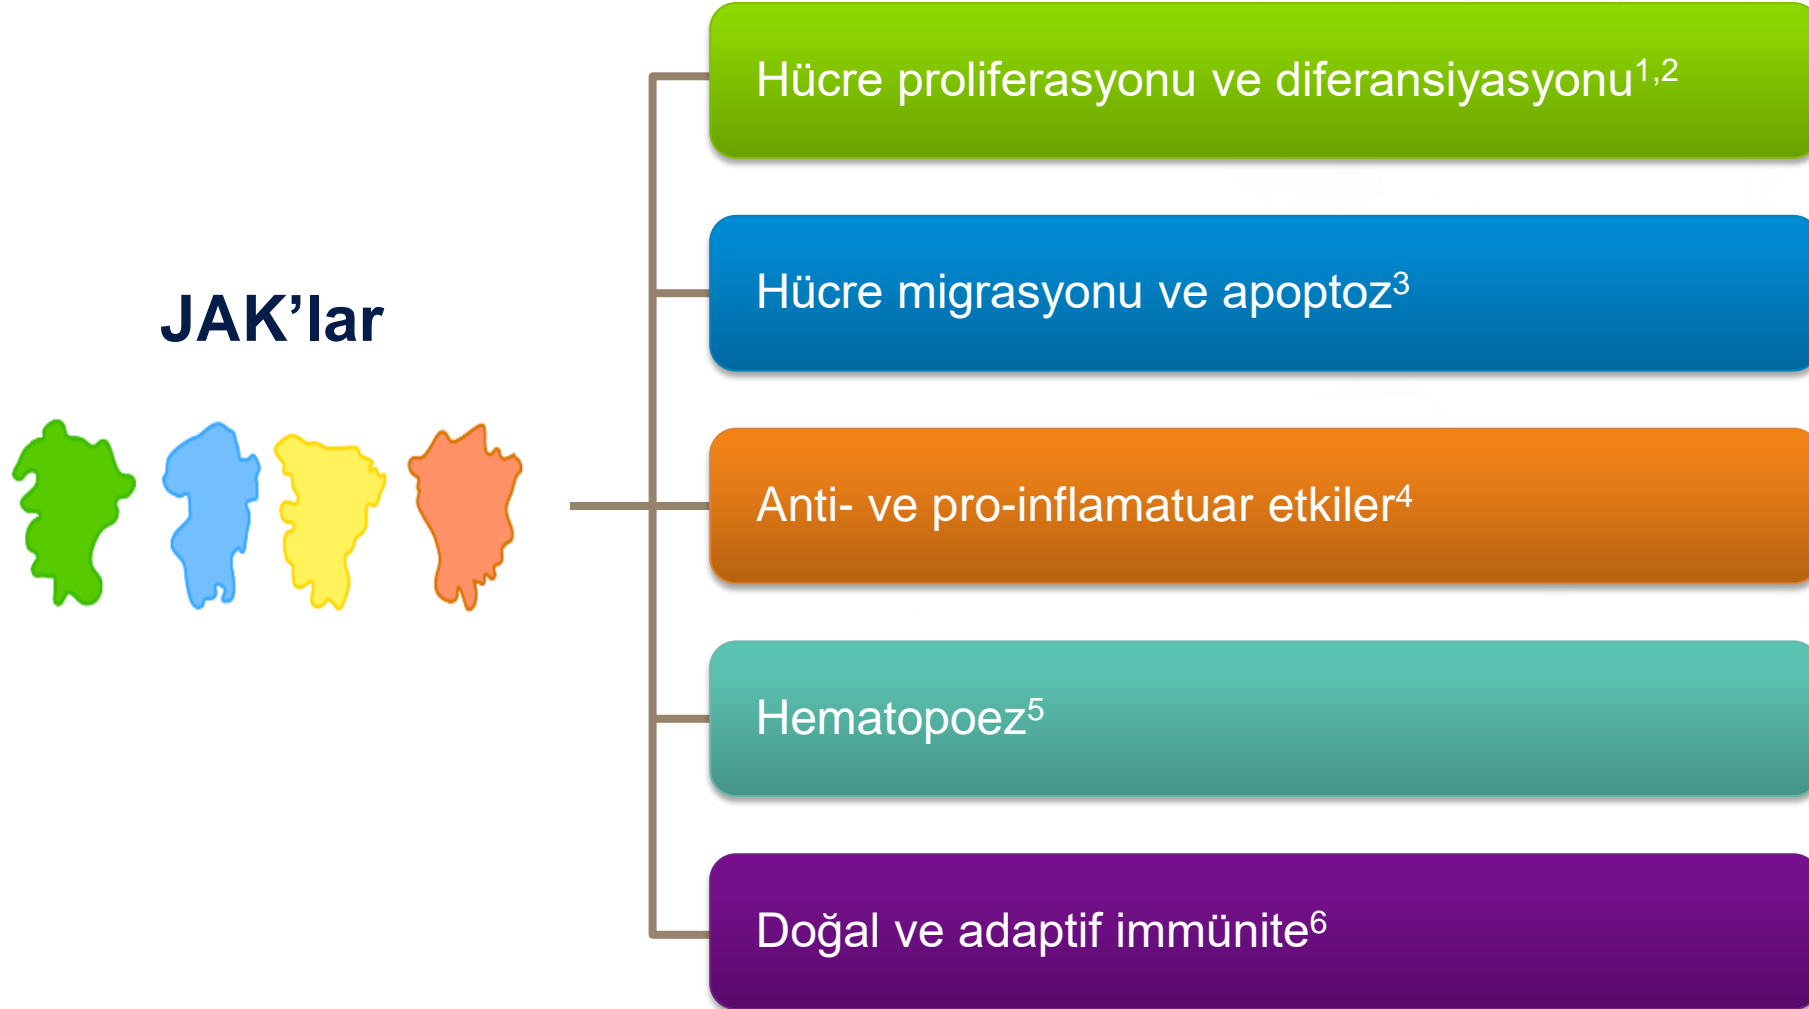 JAK’lar
Hücre proliferasyonu ve diferansiyasyonu1,2
Hücre migrasyonu ve apoptoz3
Anti- ve pro-inflamatuar etkiler4
Hematopoez5
Doğal ve adaptif immünite6